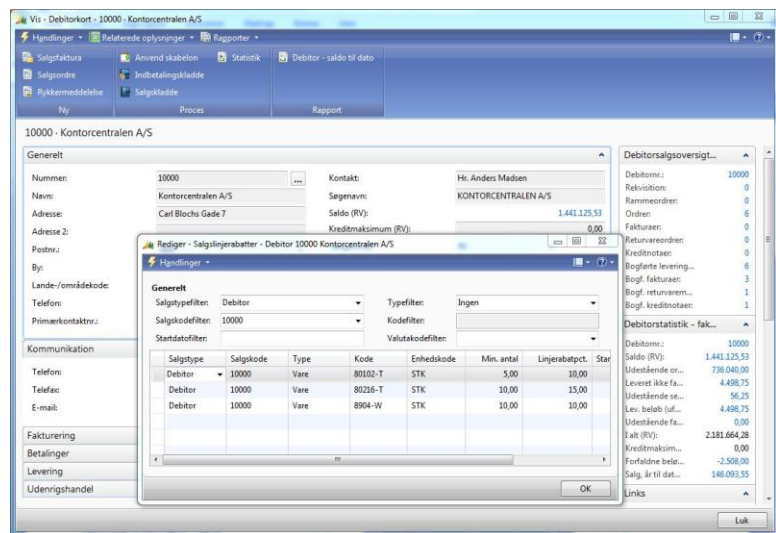 Vis - Debitorkort - 10000 · Kontorcentralen A/S
Handlinger Relaterede oplysninger Rapporter
Salgsfaktura Anvend skabelon Statistik Debitor - saldo til dato
Salgsordre Indbetalingskladde
Rykkermeddelelse Salgskladde
Ny Proces Rapport
10000 · Kontorcentralen A/S
Generelt
Nummer: 10000 ... Kontakt: Hr. Anders Madsen
Navn: Kontorcentralen A/S Søgenavn: KONTORCENTRALEN A/S
Adresse: Carl Blochs Gade 7 Saldo (RV): 1.441.125,53
Adresse 2: Kreditmaksimum (RV): 0,00
Postnr.:
By:
Lande-/områdekode:
Telefon:
Primærkontaktnr.:
Kommunikation
Telefon:
Telefax:
E-mail:
Fakturering
Betalinger
Levering
Udenrigshandel
Rediger - Salgslinjerabatter - Debitor 10000 Kontorcentralen A/S
Handlinger
Generelt
Salgstypefilter: Debitor Typefilter: Ingen
Salgskodefilter: 10000 Kodefilter:
Startdatofilter: Valutakodefilter:
Salgstype Salgskode Type Kode Enhedskode Min. antal Linjerabatpct. Star
Debitor 10000 Vare 80102-T STK 5,00 10,00
Debitor 10000 Vare 80216-T STK 10,00 15,00
Debitor 10000 Vare 8904-W STK 10,00 10,00
OK
Debitorsalgsoversigt...
Debitornr.: 10000
Rekvisition: 0
Rammeordrer: 0
Ordrer: 6
Fakturaer: 0
Returvareordrer: 0
Kreditnotaer: 0
Bogførte levering... 6
Bogf. fakturaer: 3
Bogf. returvarem... 1
Bogf. kreditnotaer: 1
Debitorstatistik - fak...
Debitornr.: 10000
Saldo (RV): 1.441.125,53
Udestående or... 736.040,00
Leveret ikke fa... 4.498,75
Udestående se... 56,25
Lev. beløb (uf... 4.498,75
Udestående fa... 0,00
I alt (RV): 2.181.664,28
Kreditmaksim... 0,00
Forfaldne belø... -2.508,00
Salg, år til dat... 146.093,55
Links
Luk